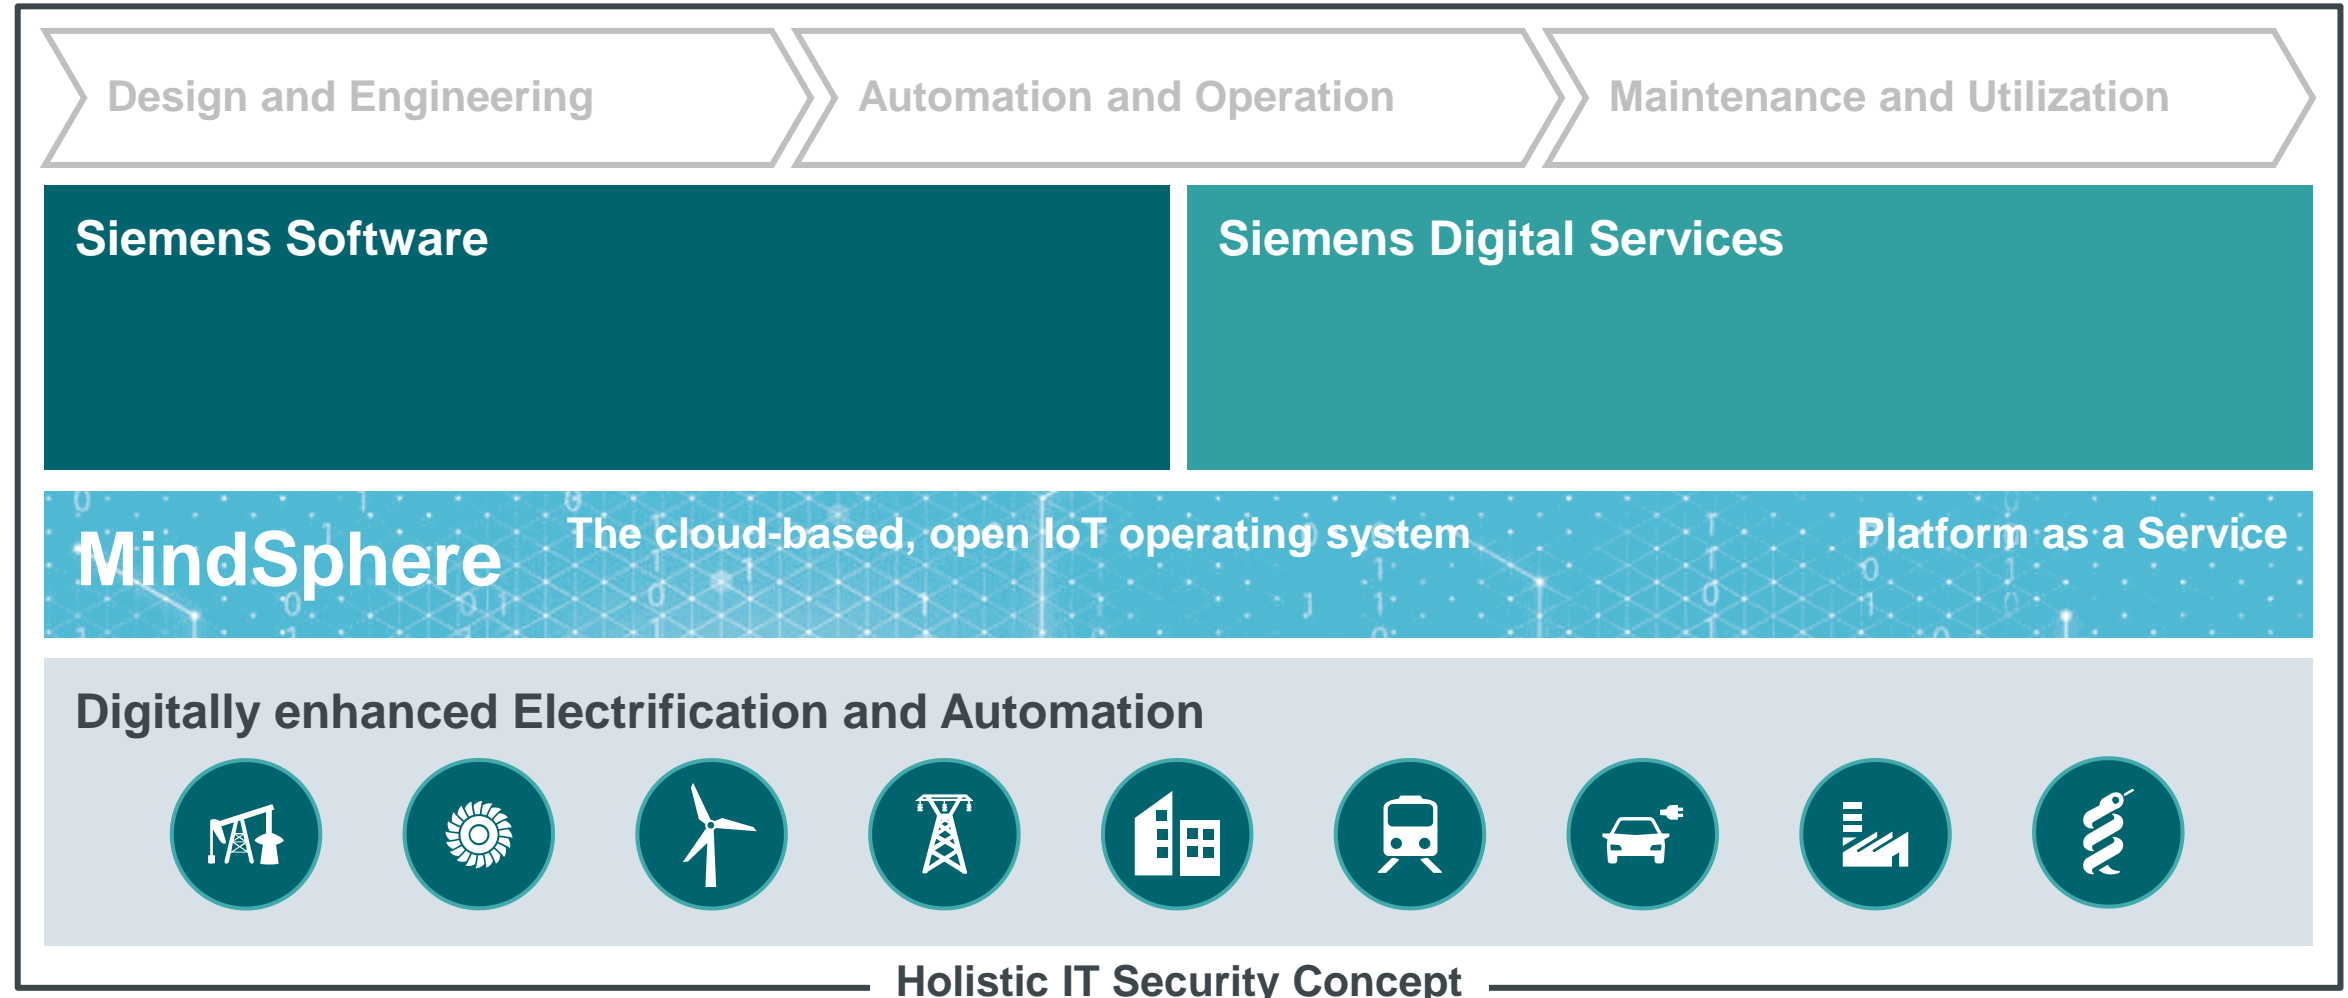 Design and Engineering
Automation and Operation
Maintenance and Utilization
Siemens Software
Siemens Digital Services
MindSphere
The cloud-based, open IoT operating system
Platform as a Service
Digitally enhanced Electrification and Automation
Holistic IT Security Concept